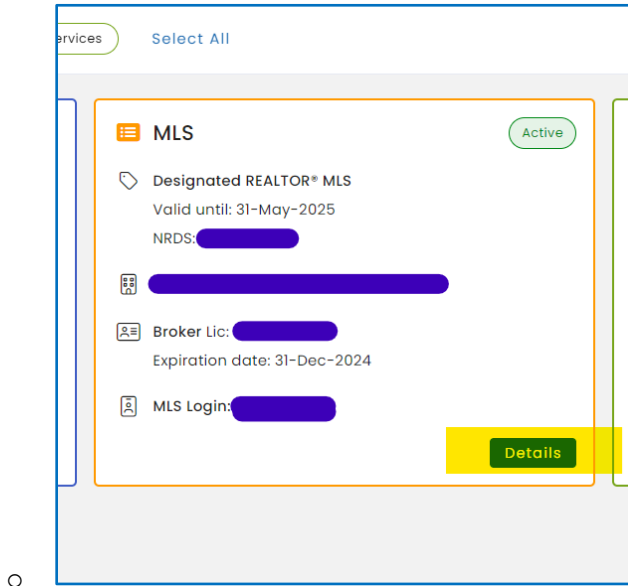 Select All
MLS
Active
Designated REALTOR® MLS
Valid until: 31-May-2025
NRDS:
Broker Lic:
Expiration date: 31-Dec-2024
MLS Login:
Details